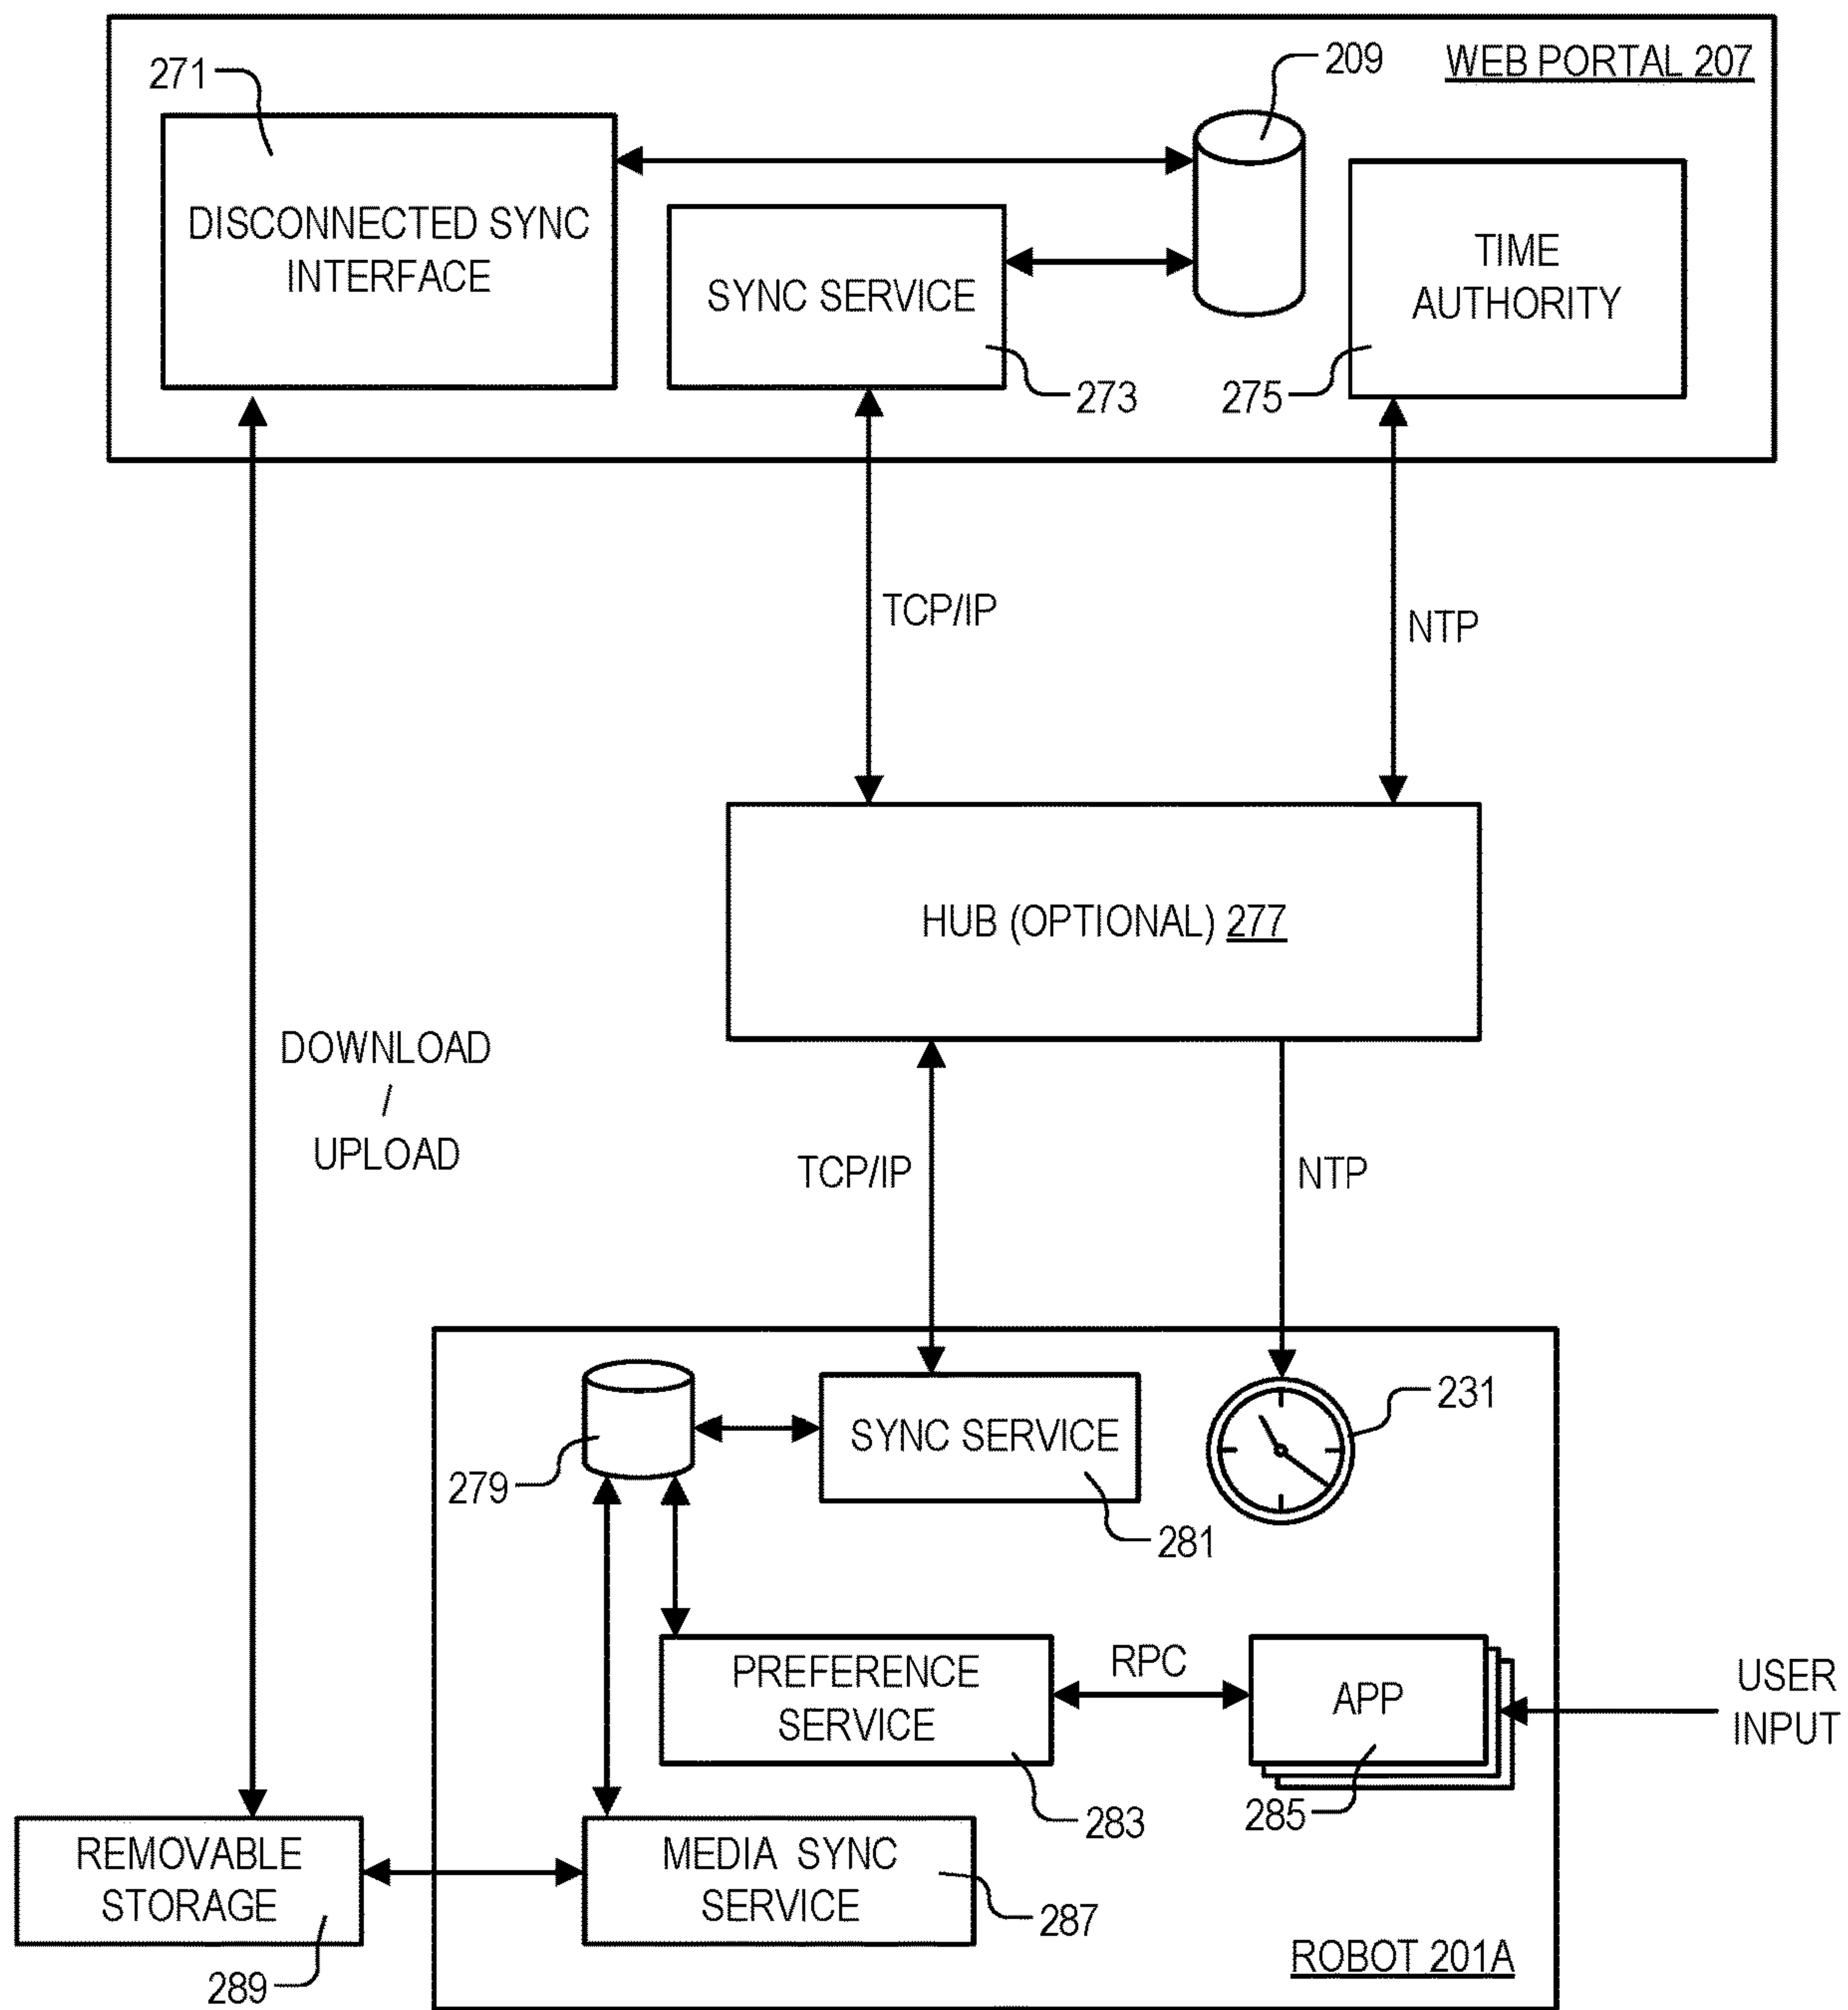 WEB PORTAL 207
271
209
DISCONNECTED SYNC
INTERFACE
SYNC SERVICE
TIME
AUTHORITY
273
275
TCP/IP
NTP
HUB (OPTIONAL) 277
DOWNLOAD
/
UPLOAD
TCP/IP
NTP
231
SYNC SERVICE
279
281
PREFERENCE
SERVICE
RPC
APP
USER
INPUT
283
285
REMOVABLE
STORAGE
MEDIA SYNC
SERVICE
287
289
ROBOT 201A